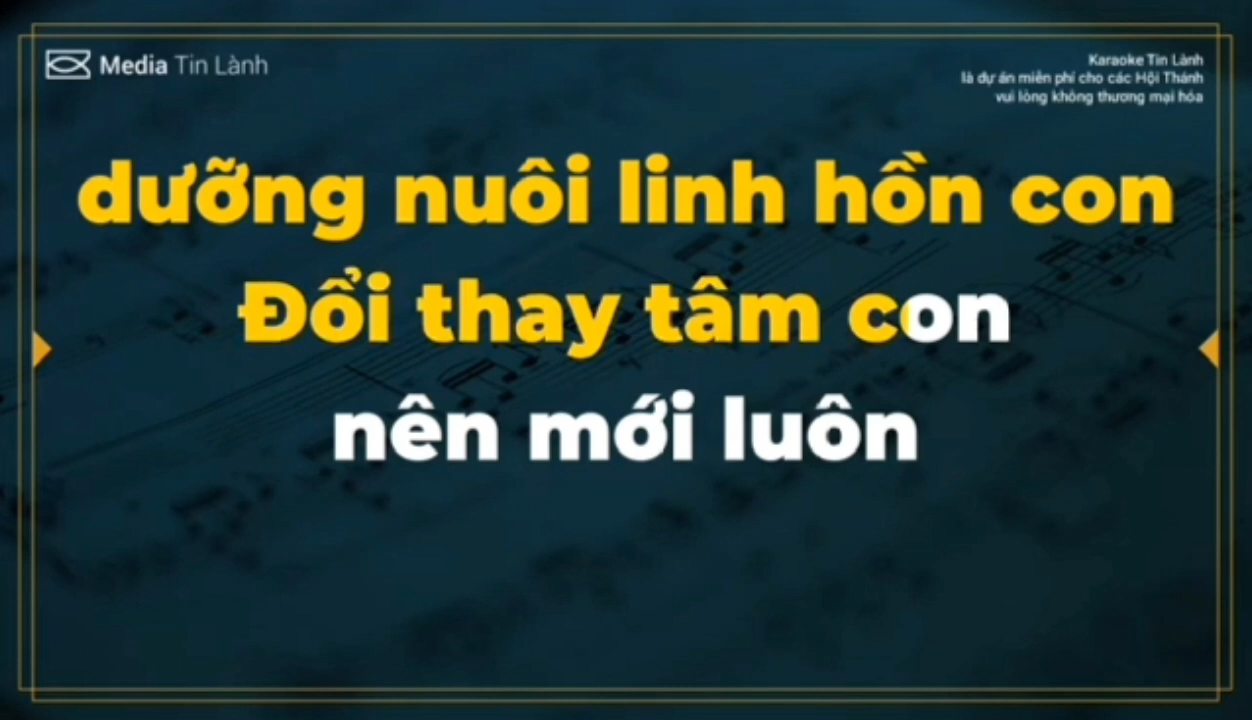 Media Tin Lành
Karaoke Tin Lành
là dự án miễn phí cho các Hội Thánh
vui lòng không thương mại hóa
dưỡng nuôi linh hồn con
Đổi thay tâm con
nên mới luôn